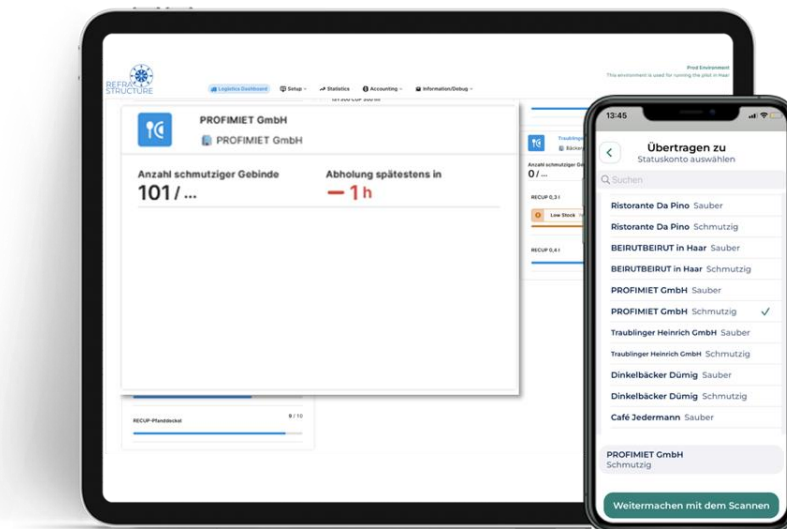 REFRA
STRUCTURE
Logistics Dashboard
Setup
Statistics
Accounting
Information/Debug
Prod Environment
This environment is used for running the pilot in Haar
PROFIMIET GmbH
PROFIMIET GmbH
Anzahl schmutziger Gebinde
Abholung spätestens in
101 / ...
– 1 h
RECUP-Pfanddeckel
9 / 10
0 / ...
RECUP 0,3 l
Low Stock
RECUP 0,4 l
13:45
Übertragen zu
Statuskonto auswählen
Suchen
Ristorante Da Pino Sauber
Ristorante Da Pino Schmutzig
BEIRUTBEIRUT in Haar Sauber
BEIRUTBEIRUT in Haar Schmutzig
PROFIMIET GmbH Sauber
PROFIMIET GmbH Schmutzig
Traublinger Heinrich GmbH Sauber
Traublinger Heinrich GmbH Schmutzig
Dinkelbäcker Dümig Sauber
Dinkelbäcker Dümig Schmutzig
Café Jedermann Sauber
PROFIMIET GmbH
Schmutzig
Weitermachen mit dem Scannen